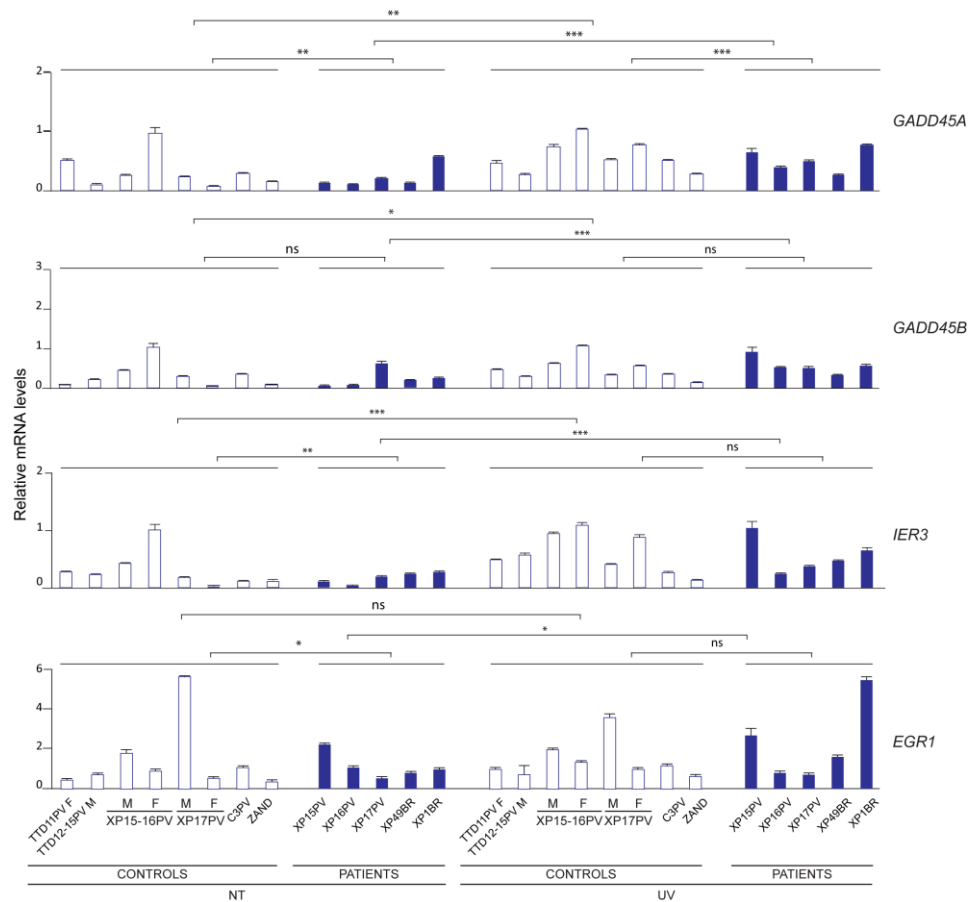 **
***
**
***
2
1
0
GADD45A
*
***
ns
ns
3
2
1
0
GADD45B
***
***
**
ns
2
1
0
IER3
ns
*
*
ns
6
4
2
0
EGR1
Relative mRNA levels
TTD11PV F
TTD12-15PV M
M F
XP15-16PV
M F
XP17PV
C3PV
ZAND
XP15PV
XP16PV
XP17PV
XP49BR
XP1BR
TTD11PV F
TTD12-15PV M
M F
XP15-16PV
M F
XP17PV
C3PV
ZAND
XP15PV
XP16PV
XP17PV
XP49BR
XP1BR
CONTROLS PATIENTS CONTROLS PATIENTS
NT UV